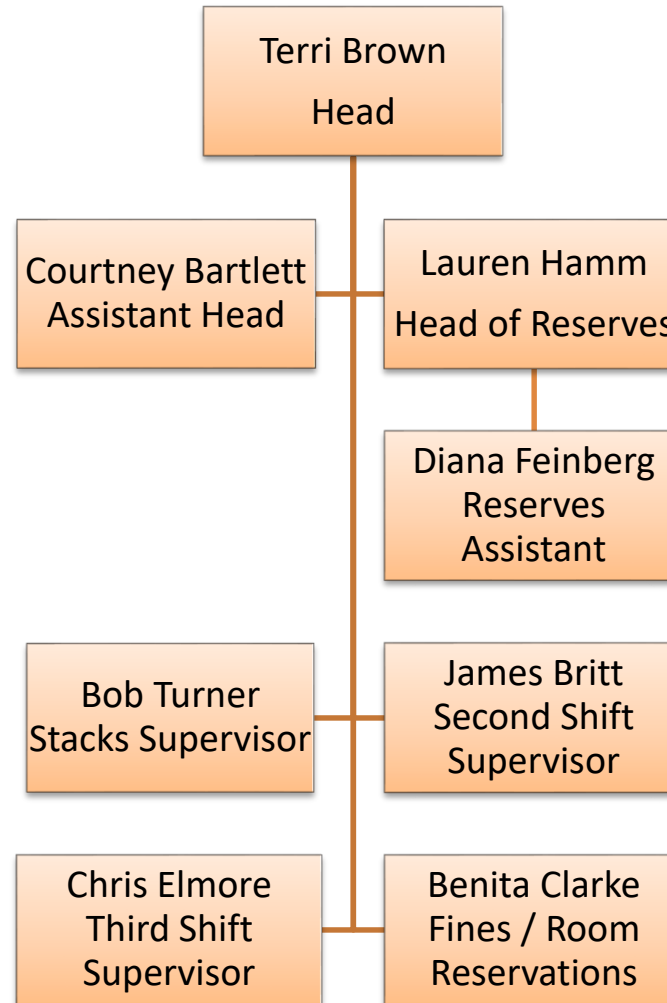 Terri Brown
Head
Courtney Bartlett
Assistant Head
Lauren Hamm
Head of Reserves
Diana Feinberg
Reserves
Assistant
Bob Turner
Stacks Supervisor
James Britt
Second Shift
Supervisor
Chris Elmore
Third Shift
Supervisor
Benita Clarke
Fines / Room
Reservations